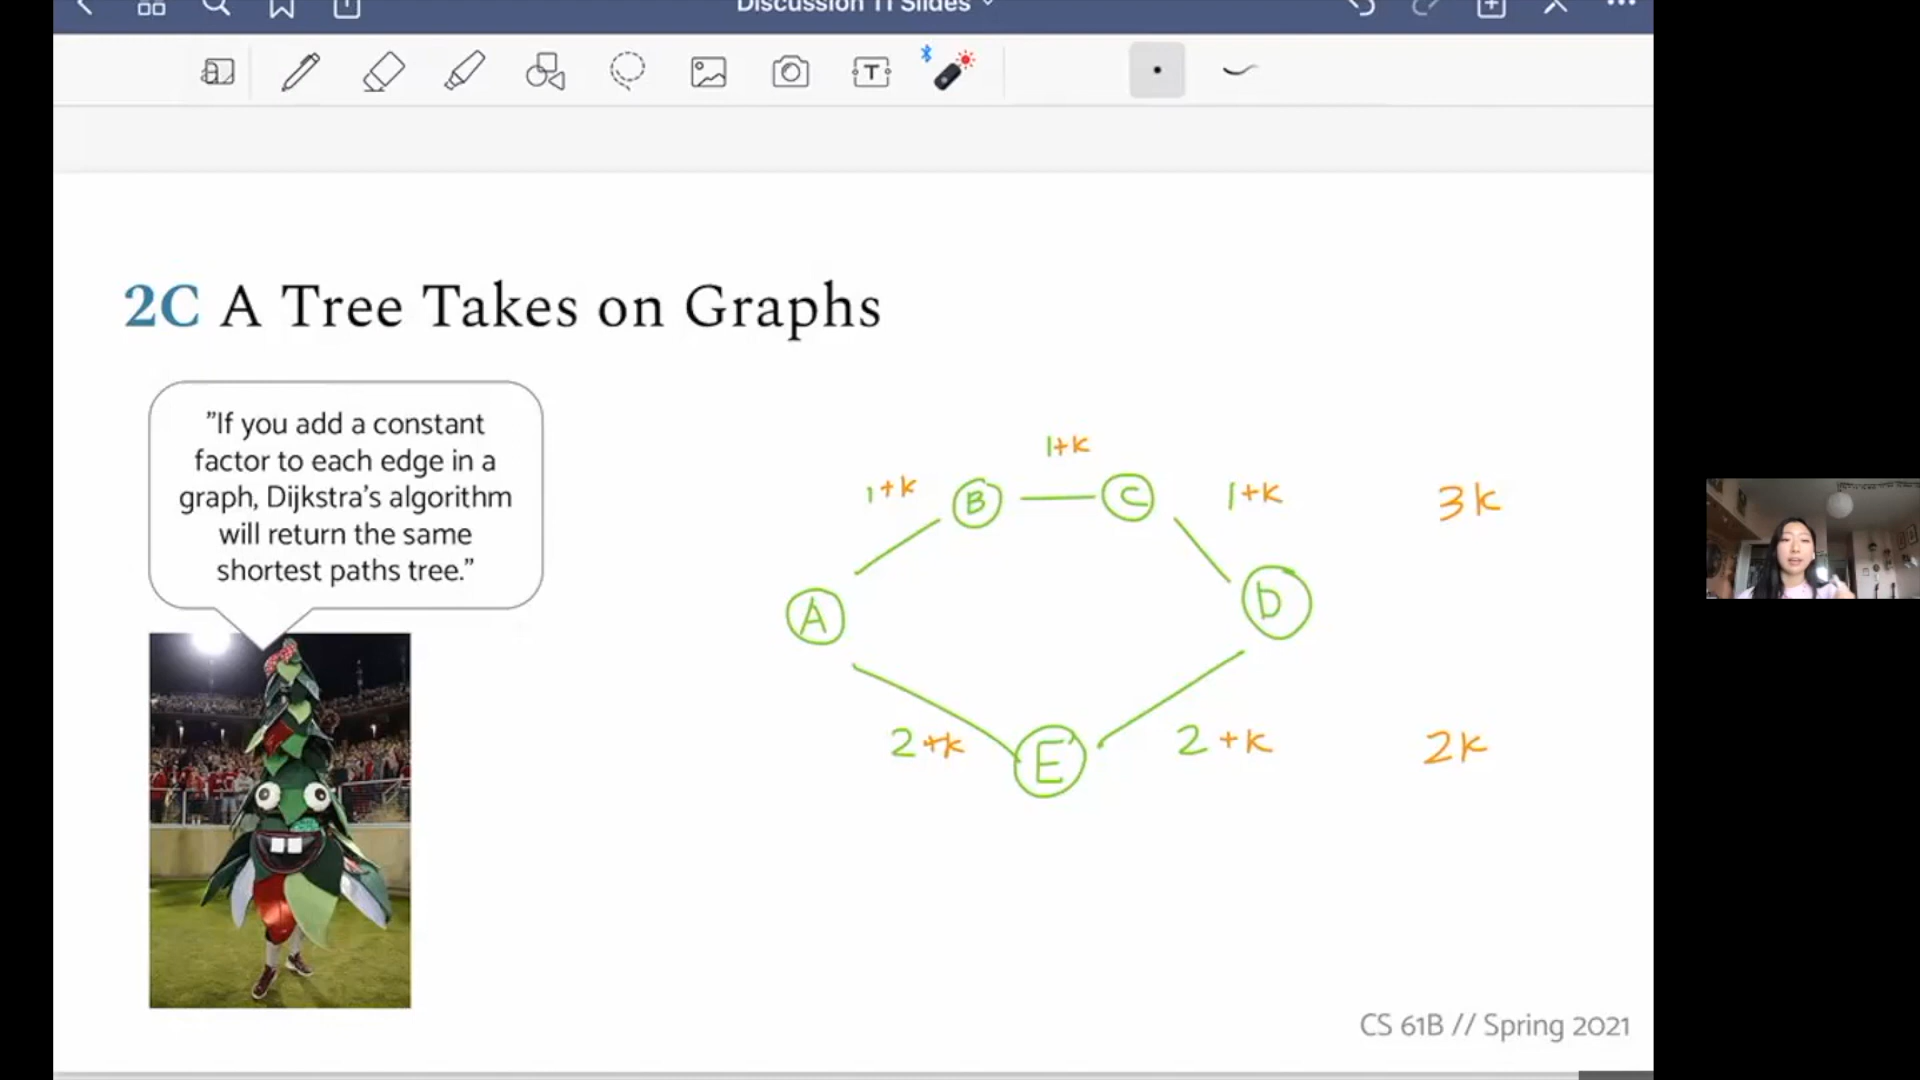 Discussion 11 Slides
T
2C A Tree Takes on Graphs
"If you add a constant
factor to each edge in a
graph, Dijkstra's algorithm
will return the same
shortest paths tree."
1+k
1+k
B
C
1+k
3k
A
D
2+k
E
2+k
2k
CS 61B // Spring 2021